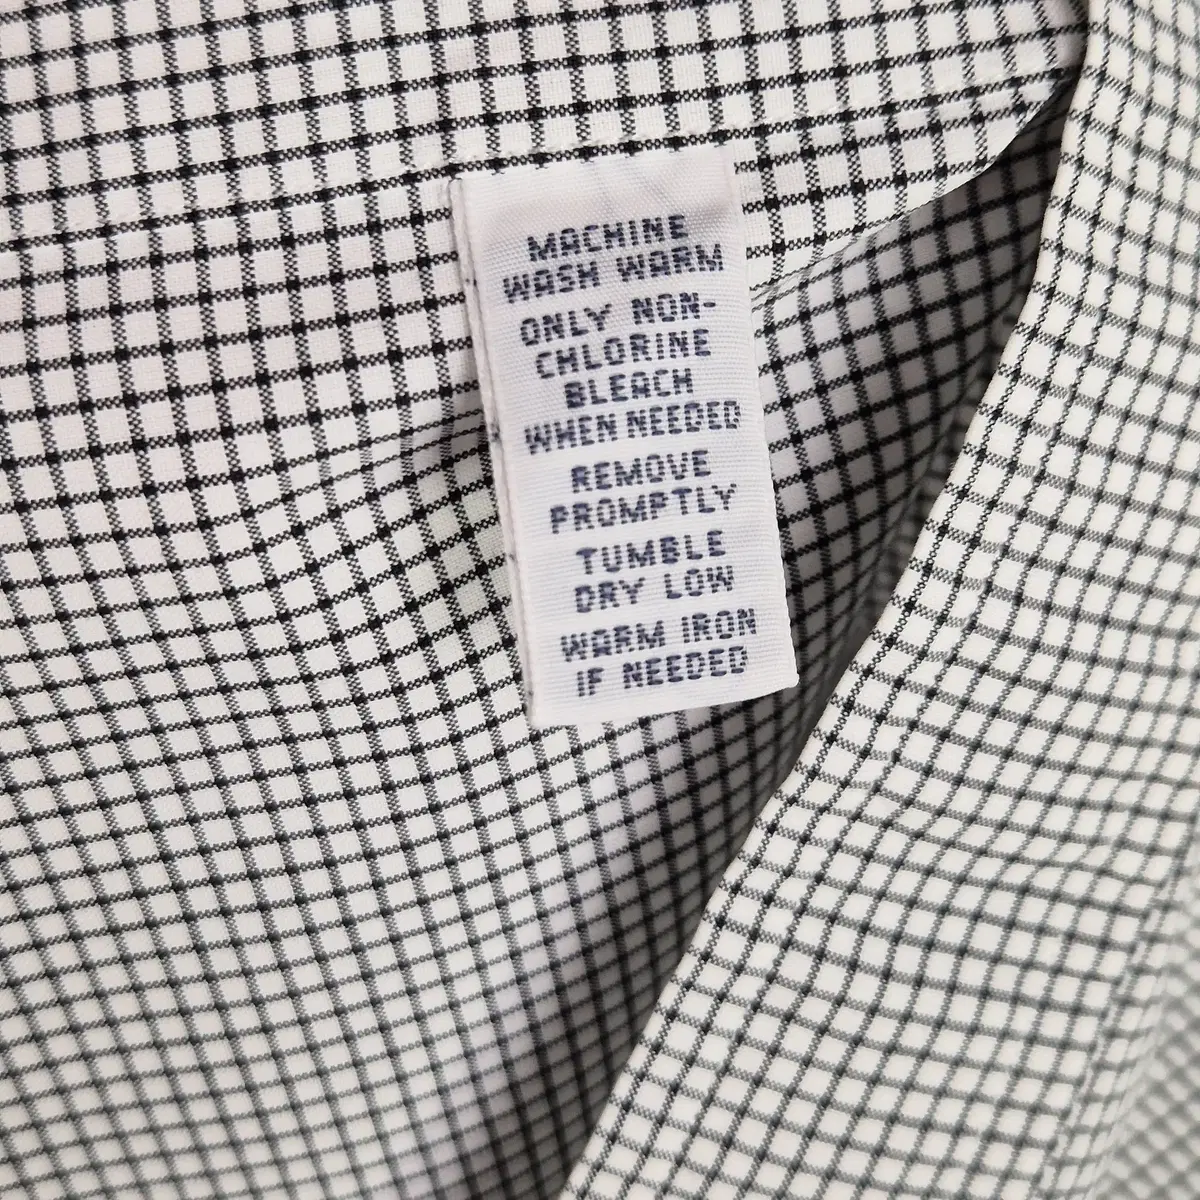 MACHINE
WASH WARM
ONLY NON-
CHLORINE
BLEACH
WHEN NEEDED
REMOVE
PROMPTLY
TUMBLE
DRY LOW
WARM IRON
IF NEEDED